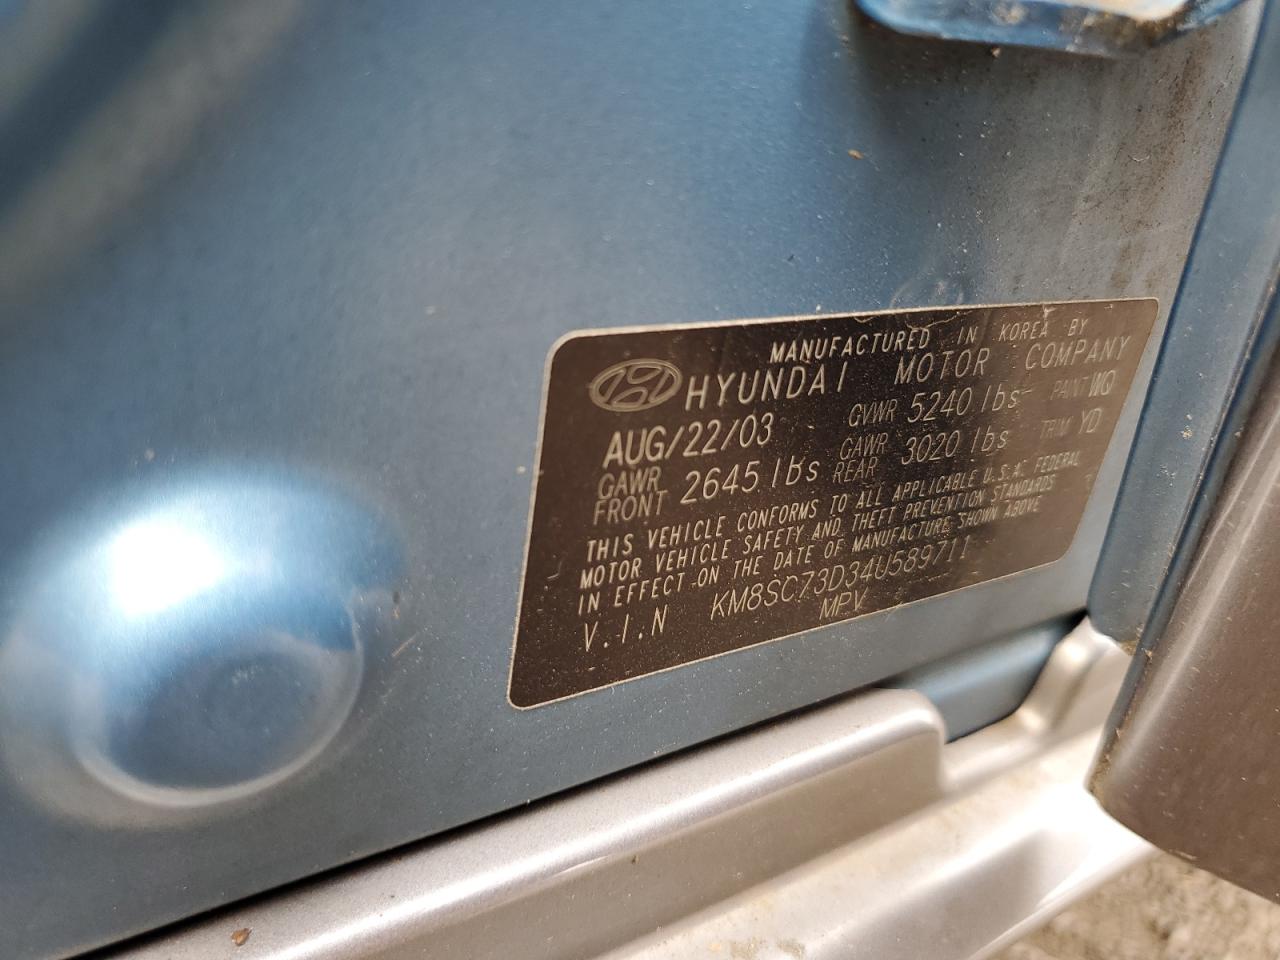 MANUFACTURED IN KOREA BY
HYUNDAI MOTOR COMPANY
AUG/22/03 GVWR 5240 lbs PAINT WQ
GAWR FRONT 2645 lbs GAWR REAR 3020 lbs TRIM YD
THIS VEHICLE CONFORMS TO ALL APPLICABLE U.S.A. FEDERAL
MOTOR VEHICLE SAFETY AND THEFT PREVENTION STANDARDS
IN EFFECT ON THE DATE OF MANUFACTURE SHOWN ABOVE
V.I.N KM8SC73D34U589711
MPV